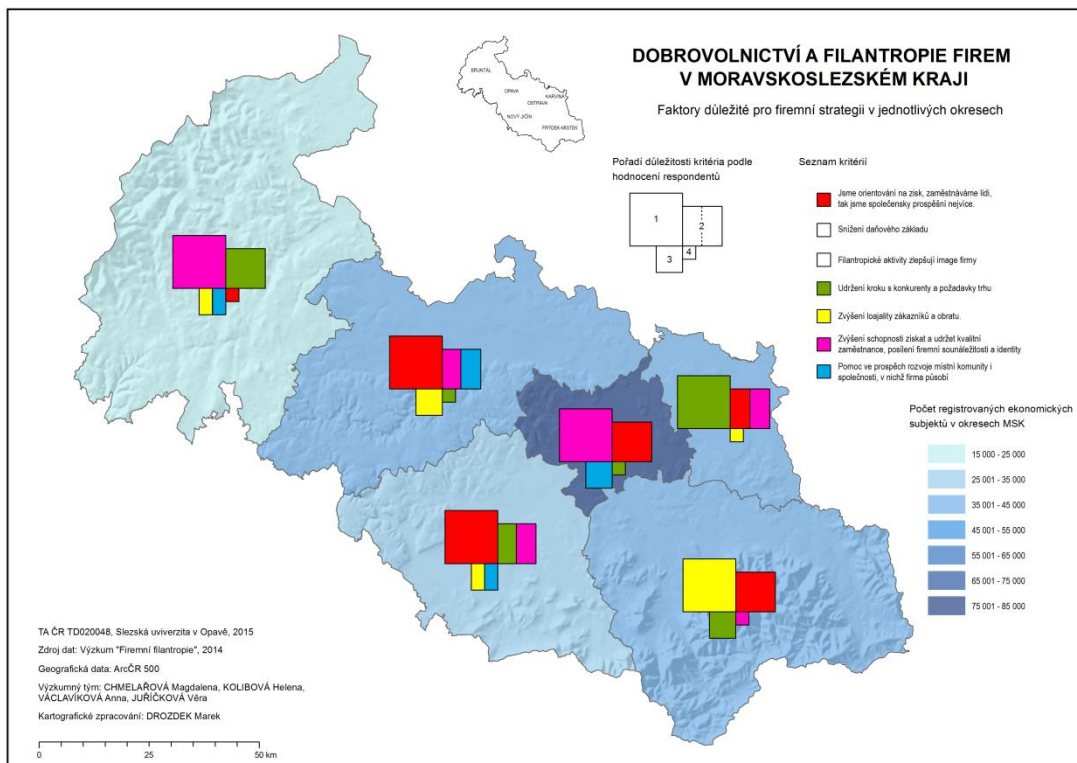 DOBROVOLNICTVÍ A FILANTROPIE FIREM
V MORAVSKOSLEZSKÉM KRAJI
Faktory důležité pro firemní strategii v jednotlivých okresech
BRUNTÁL
OPAVA
KARVINÁ
OSTRAVA
NOVÝ JIČÍN
FRÝDEK-MÍSTEK
Pořadí důležitosti kritéria podle
hodnocení respondentů
1
2
3
4
Seznam kritérií
Jsme orientování na zisk, zaměstnáváme lidi,
tak jsme společensky prospěšní nejvíce.
Snížení daňového základu
Filantropické aktivity zlepšují image firmy
Udržení kroku s konkurenty a požadavky trhu
Zvýšení loajality zákazníků a obratu.
Zvýšení schopnosti získat a udržet kvalitní
zaměstnance, posílení firemní sounáležitosti a identity
Pomoc ve prospěch rozvoje místní komunity i
společnosti, v nichž firma působí
Počet registrovaných ekonomických
subjektů v okresech MSK
15 000 - 25 000
25 001 - 35 000
35 001 - 45 000
45 001 - 55 000
55 001 - 65 000
65 001 - 75 000
75 001 - 85 000
TA ČR TD020048, Slezská uviverzita v Opavě, 2015
Zdroj dat: Výzkum "Firemní filantropie", 2014
Geografická data: ArcČR 500
Výzkumný tým: CHMELAŘOVÁ Magdalena, KOLIBOVÁ Helena,
VÁCLAVÍKOVÁ Anna, JUŘÍČKOVÁ Věra
Kartografické zpracování: DROZDEK Marek
0 25 50 km